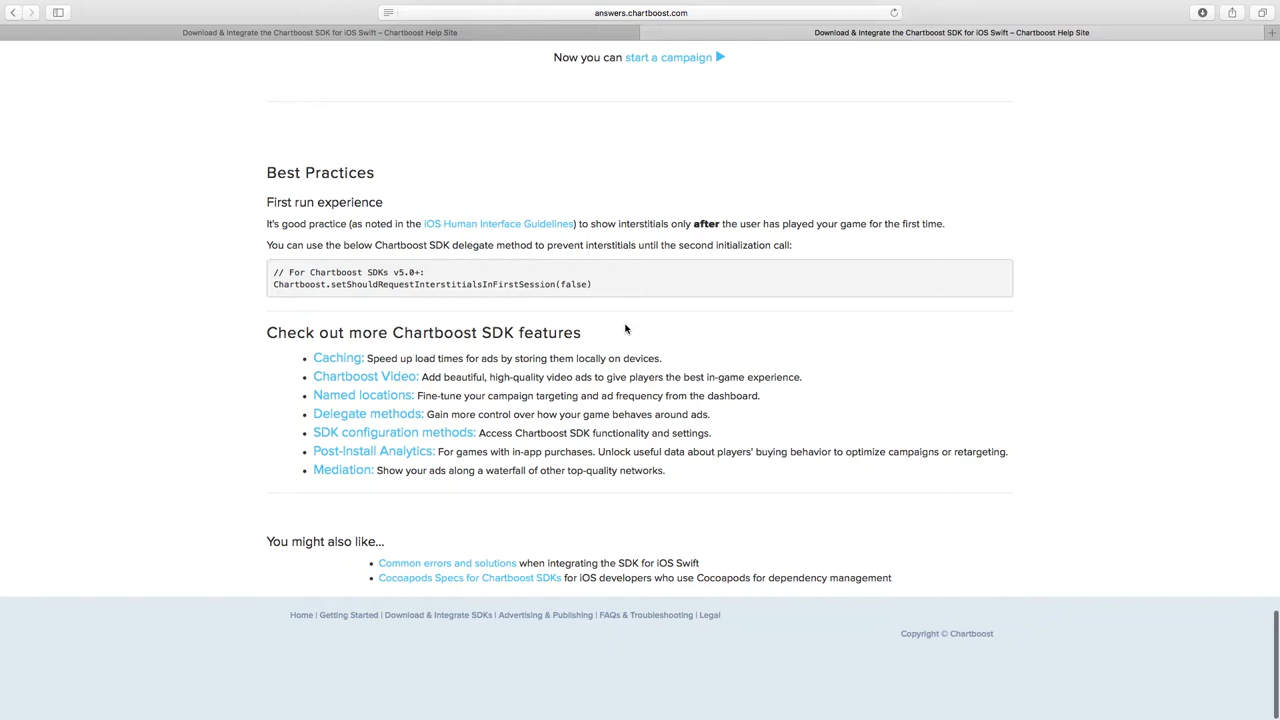 answers.chartboost.com
Download & Integrate the Chartboost SDK for iOS Swift – Chartboost Help Site
Download & Integrate the Chartboost SDK for iOS Swift – Chartboost Help Site
Now you can start a campaign
Best Practices
First run experience
It's good practice (as noted in the iOS Human Interface Guidelines) to show interstitials only after the user has played your game for the first time.
You can use the below Chartboost SDK delegate method to prevent interstitials until the second initialization call:
// For Chartboost SDKs v5.0+:
Chartboost.setShouldRequestInterstitialsInFirstSession(false)
Check out more Chartboost SDK features
• Caching: Speed up load times for ads by storing them locally on devices.
• Chartboost Video: Add beautiful, high-quality video ads to give players the best in-game experience.
• Named locations: Fine-tune your campaign targeting and ad frequency from the dashboard.
• Delegate methods: Gain more control over how your game behaves around ads.
• SDK configuration methods: Access Chartboost SDK functionality and settings.
• Post-Install Analytics: For games with in-app purchases. Unlock useful data about players' buying behavior to optimize campaigns or retargeting.
• Mediation: Show your ads along a waterfall of other top-quality networks.
You might also like...
• Common errors and solutions when integrating the SDK for iOS Swift
• Cocoapods Specs for Chartboost SDKs for iOS developers who use Cocoapods for dependency management
Home | Getting Started | Download & Integrate SDKs | Advertising & Publishing | FAQs & Troubleshooting | Legal
Copyright © Chartboost